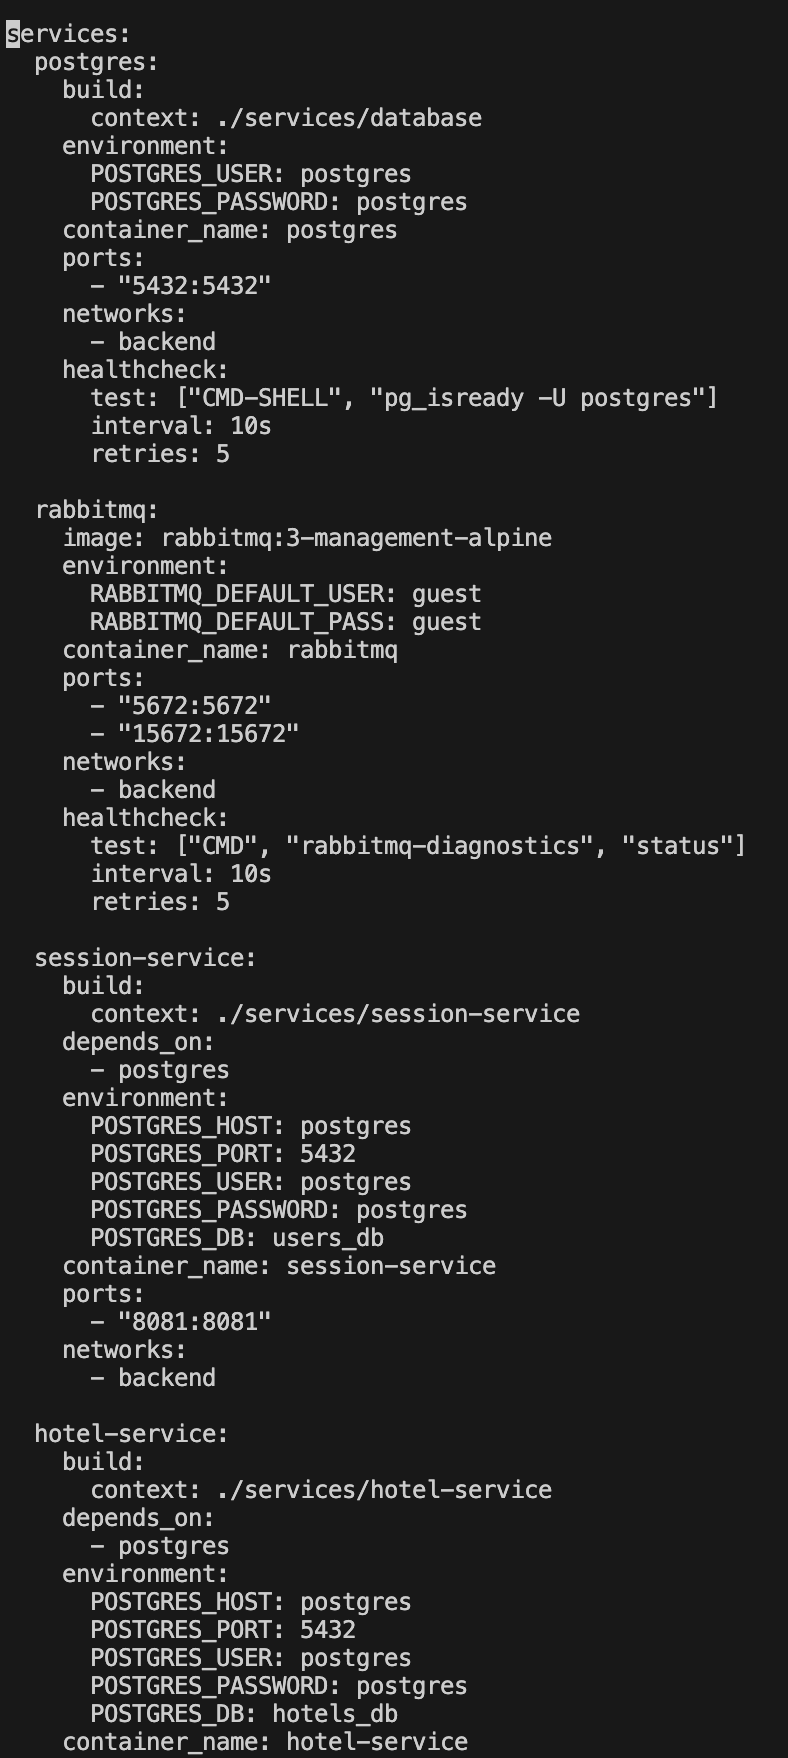 services:
  postgres:
    build:
      context: ./services/database
    environment:
      POSTGRES_USER: postgres
      POSTGRES_PASSWORD: postgres
    container_name: postgres
    ports:
      - "5432:5432"
    networks:
      - backend
    healthcheck:
      test: ["CMD-SHELL", "pg_isready -U postgres"]
      interval: 10s
      retries: 5

  rabbitmq:
    image: rabbitmq:3-management-alpine
    environment:
      RABBITMQ_DEFAULT_USER: guest
      RABBITMQ_DEFAULT_PASS: guest
    container_name: rabbitmq
    ports:
      - "5672:5672"
      - "15672:15672"
    networks:
      - backend
    healthcheck:
      test: ["CMD", "rabbitmq-diagnostics", "status"]
      interval: 10s
      retries: 5

  session-service:
    build:
      context: ./services/session-service
    depends_on:
      - postgres
    environment:
      POSTGRES_HOST: postgres
      POSTGRES_PORT: 5432
      POSTGRES_USER: postgres
      POSTGRES_PASSWORD: postgres
      POSTGRES_DB: users_db
    container_name: session-service
    ports:
      - "8081:8081"
    networks:
      - backend

  hotel-service:
    build:
      context: ./services/hotel-service
    depends_on:
      - postgres
    environment:
      POSTGRES_HOST: postgres
      POSTGRES_PORT: 5432
      POSTGRES_USER: postgres
      POSTGRES_PASSWORD: postgres
      POSTGRES_DB: hotels_db
    container_name: hotel-service